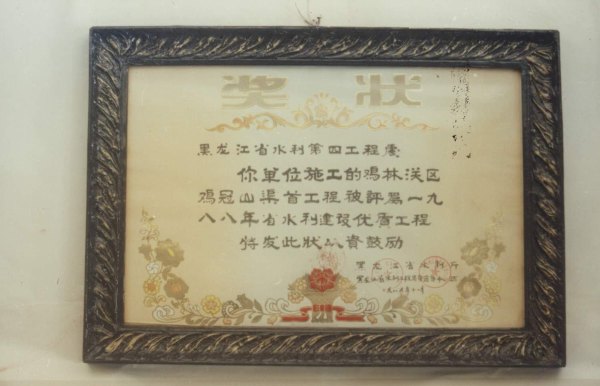 奖状
黑龙江省水利第四工程处
你单位施工的鸡林渓区
鸡冠山渠首工程被评为一九
八八年省水利建设优质工程
特发此状以资鼓励
黑龙江省水利厅